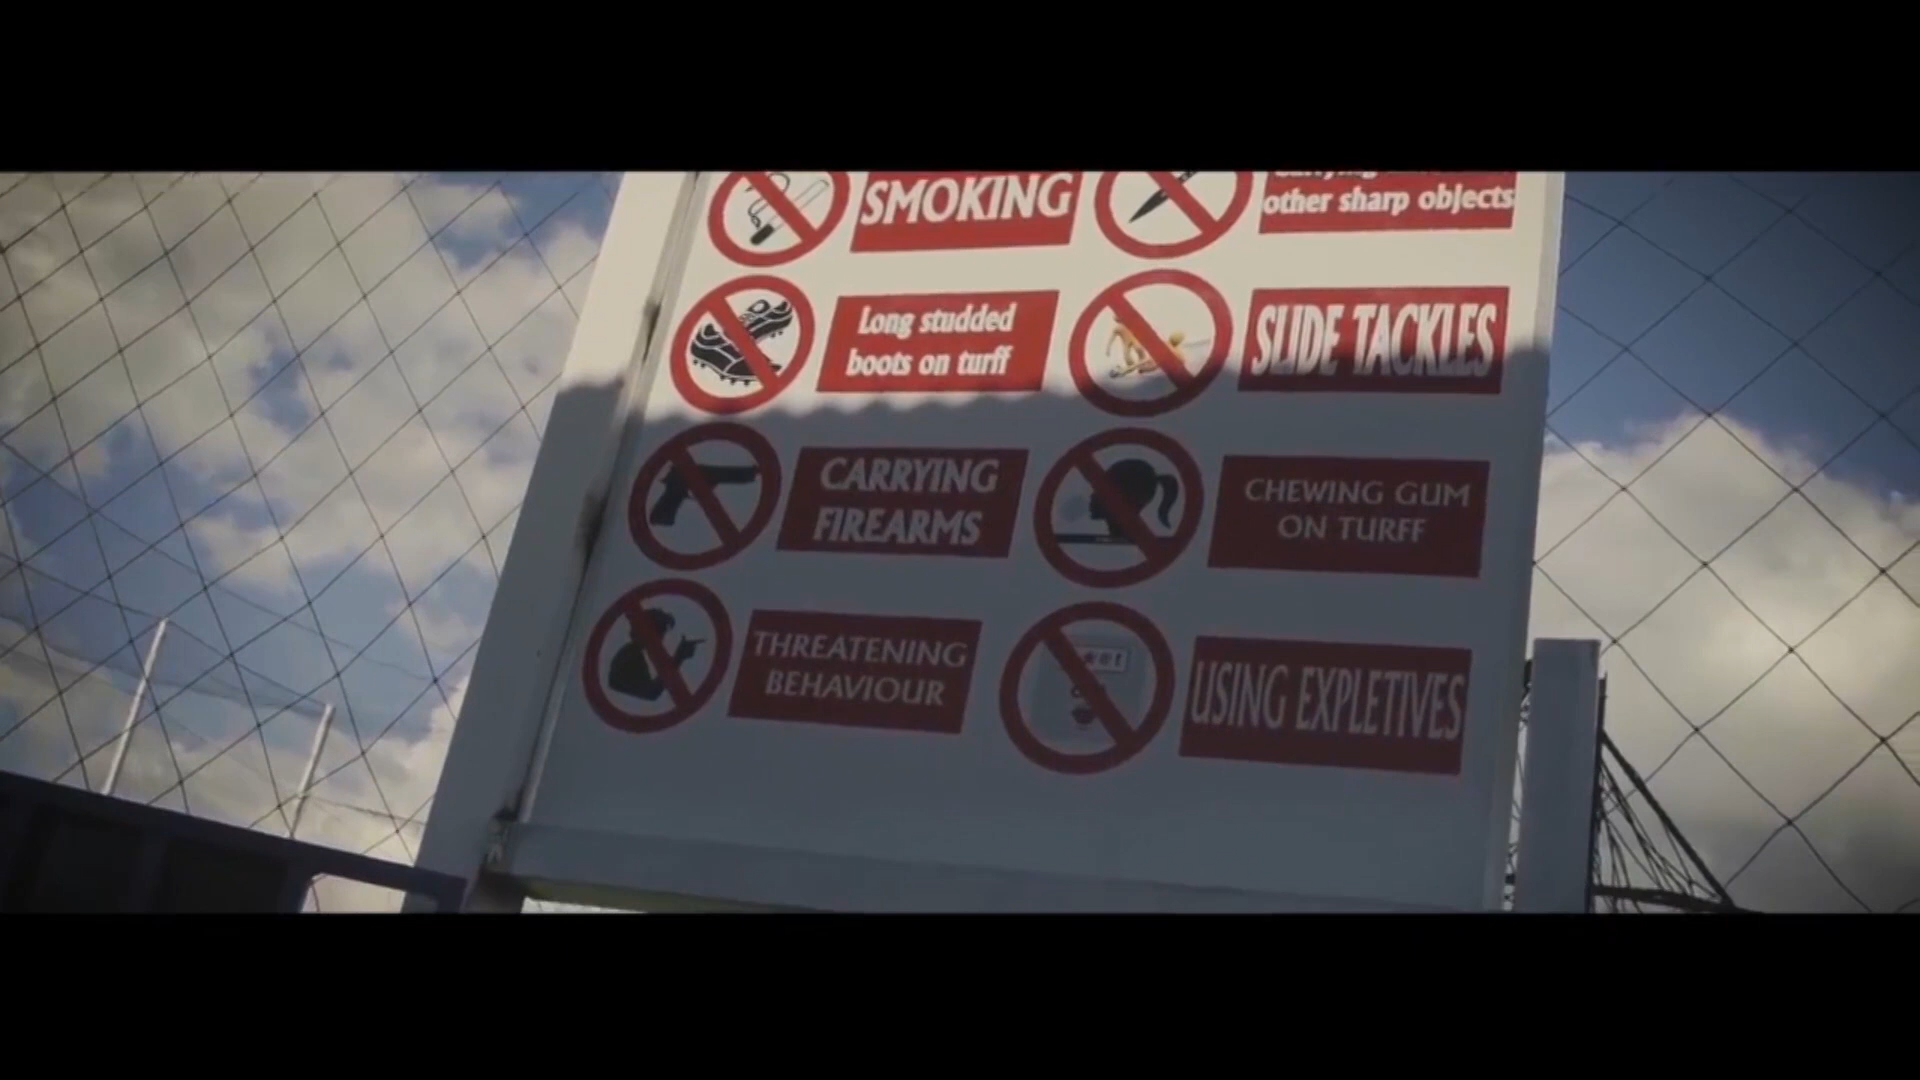 SMOKING
other sharp objects
Long studded
boots on turff
SLIDE TACKLES
CARRYING
FIREARMS
CHEWING GUM
ON TURFF
THREATENING
BEHAVIOUR
USING EXPLETIVES